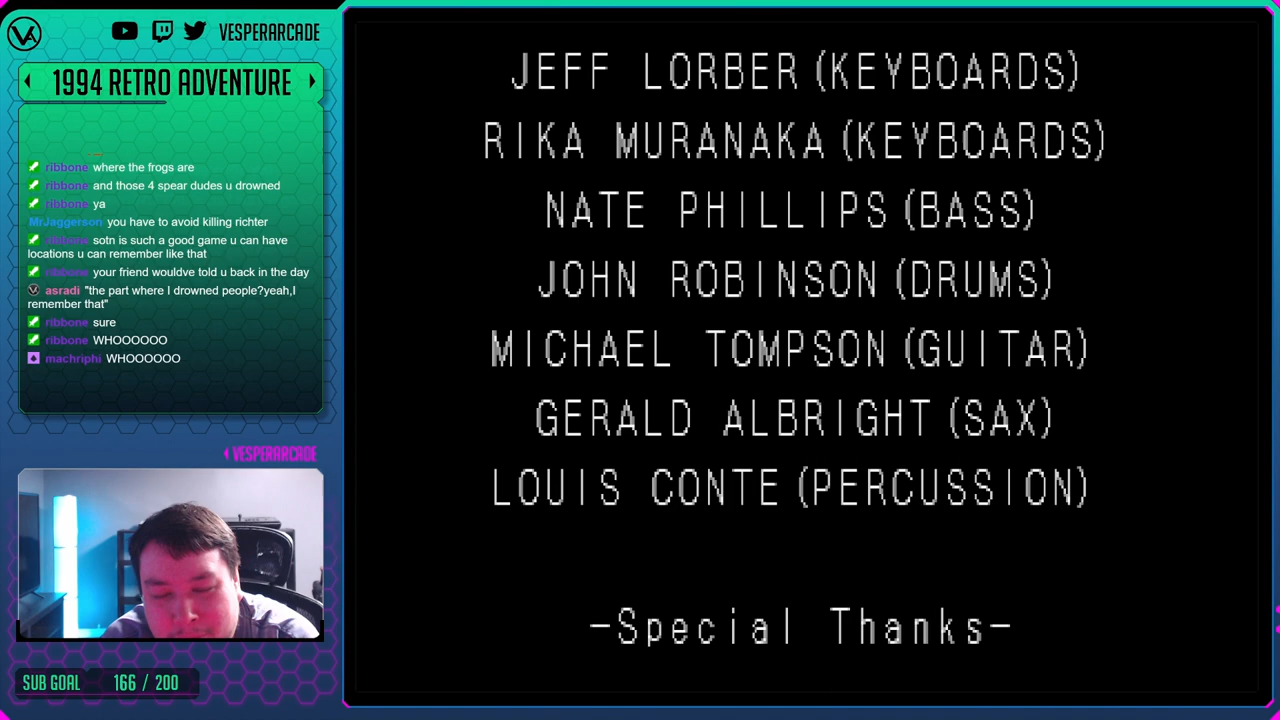 VESPERARCADE
1994 RETRO ADVENTURE
ribbone where the frogs are
ribbone and those 4 spear dudes u drowned
ribbone ya
MrJaggerson you have to avoid killing richter
ribbone sotn is such a good game u can have
locations u can remember like that
ribbone your friend wouldve told u back in the day
asradi "the part where I drowned people?yeah,I
remember that"
ribbone sure
ribbone WHOOOOOO
machriphi WHOOOOOO
VESPERARCADE
SUB GOAL 166 / 200
JEFF LORBER (KEYBOARDS)
RIKA MURANAKA (KEYBOARDS)
NATE PHILLIPS (BASS)
JOHN ROBINSON (DRUMS)
MICHAEL TOMPSON (GUITAR)
GERALD ALBRIGHT (SAX)
LOUIS CONTE (PERCUSSION)
-Special Thanks-